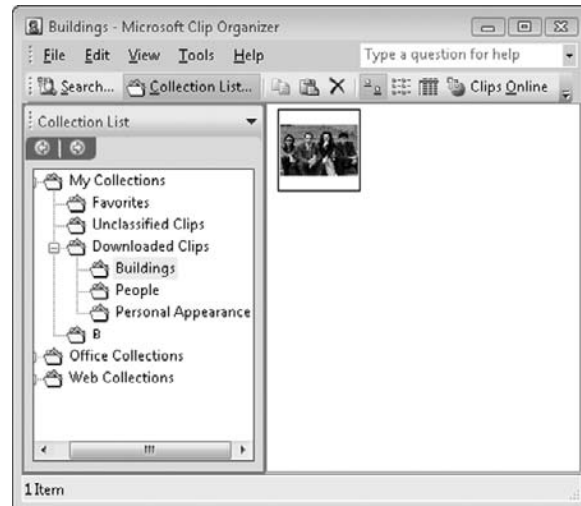 Buildings - Microsoft Clip Organizer
File Edit View Tools Help Type a question for help
Search... Collection List... Clips Online
Collection List
My Collections
Favorites
Unclassified Clips
Downloaded Clips
Buildings
People
Personal Appearance
B
Office Collections
Web Collections
1 Item